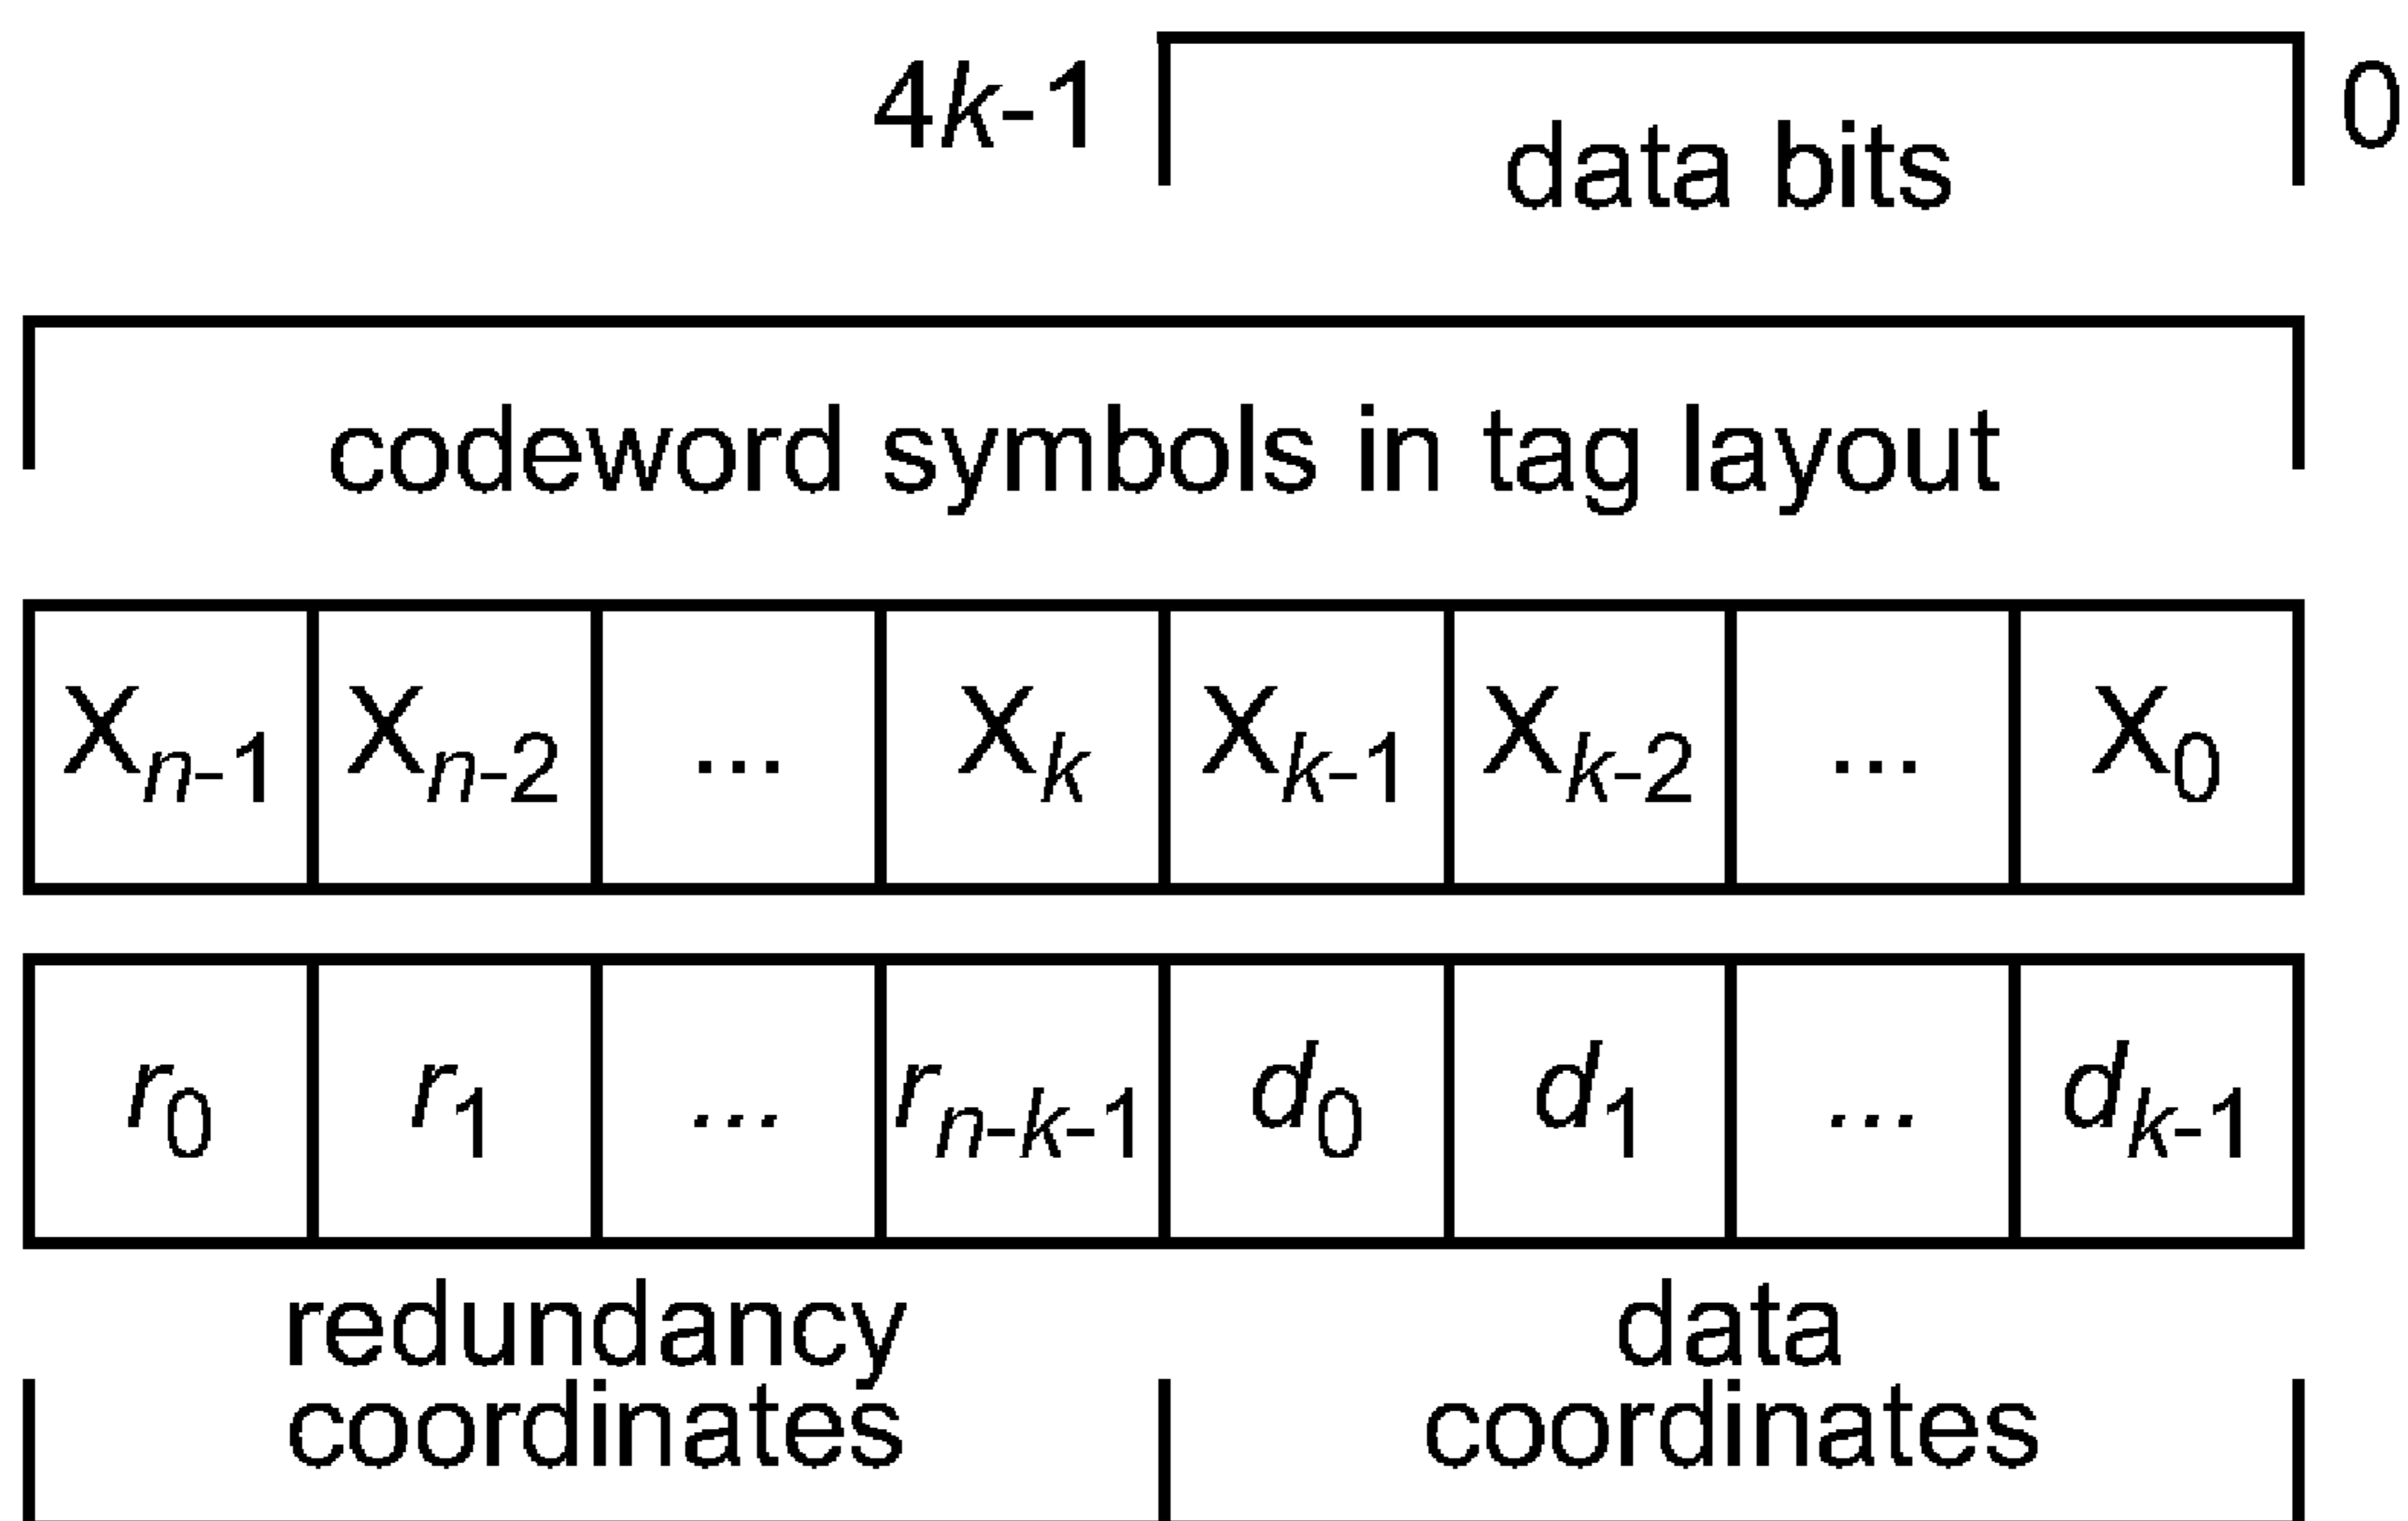 4k-1 data bits 0
codeword symbols in tag layout
Xn-1 Xn-2 ... Xk Xk-1 Xk-2 ... X0
r0 r1 ... rn-k-1 d0 d1 ... dk-1
redundancy data
coordinates coordinates